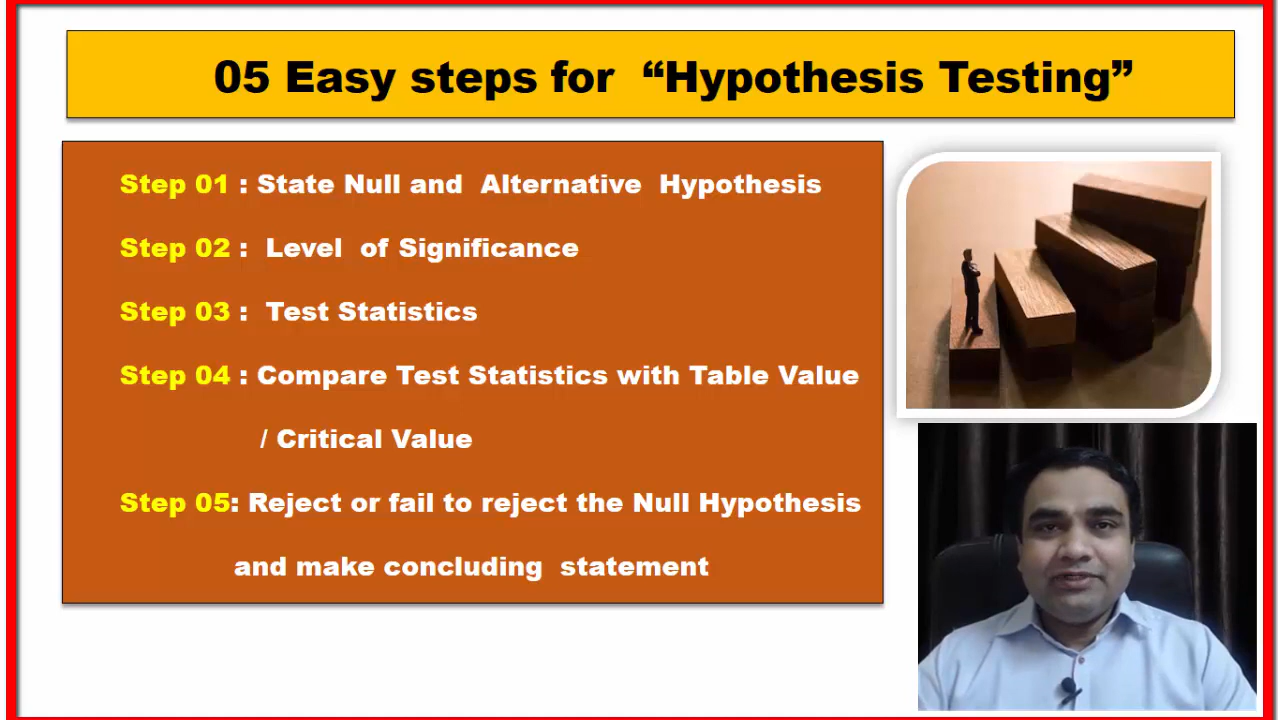 05 Easy steps for “Hypothesis Testing”
Step 01 : State Null and Alternative Hypothesis
Step 02 : Level of Significance
Step 03 : Test Statistics
Step 04 : Compare Test Statistics with Table Value
/ Critical Value
Step 05: Reject or fail to reject the Null Hypothesis
and make concluding statement